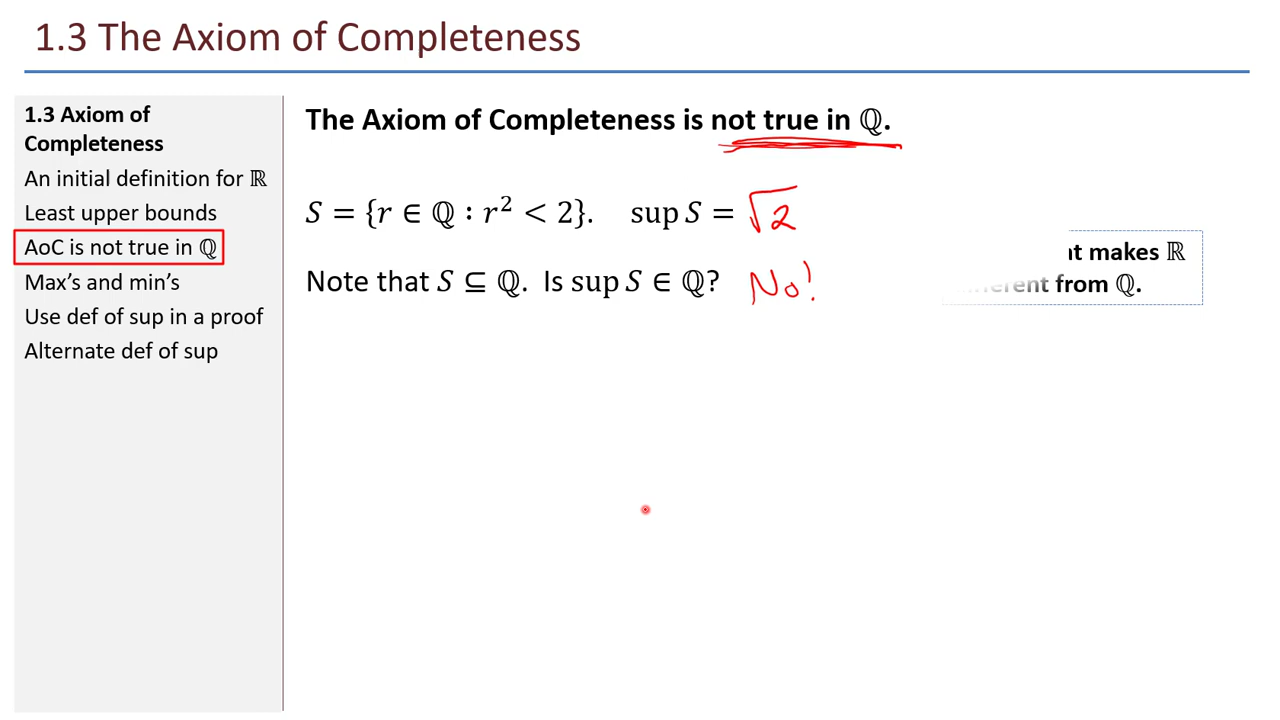 1.3 The Axiom of Completeness
1.3 Axiom of
Completeness
An initial definition for ℝ
Least upper bounds
AoC is not true in ℚ
Max's and min's
Use def of sup in a proof
Alternate def of sup
The Axiom of Completeness is not true in ℚ.
S = {r ∈ ℚ : r² < 2}. sup S = √2
Note that S ⊆ ℚ. Is sup S ∈ ℚ? No!
makes ℝ
from ℚ.